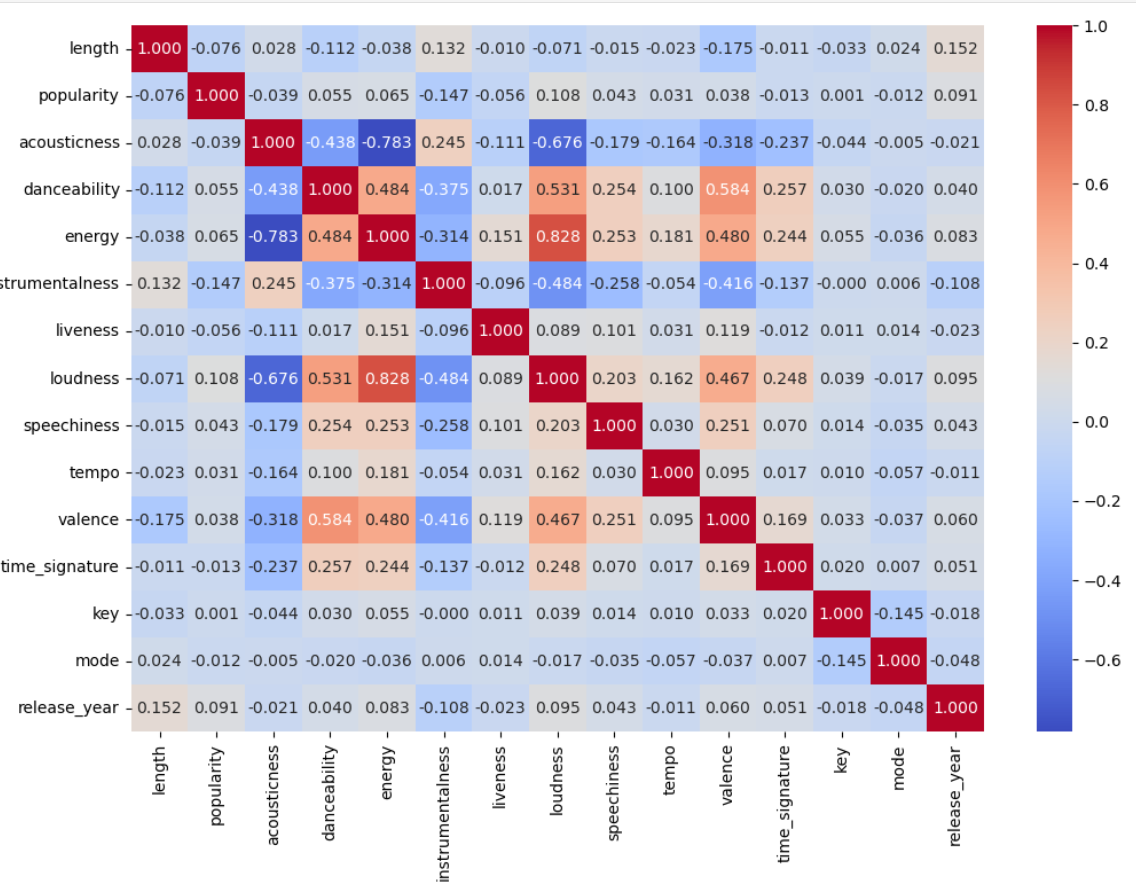 length 1.000 -0.076 0.028 -0.112 -0.038 0.132 -0.010 -0.071 -0.015 -0.023 -0.175 -0.011 -0.033 0.024 0.152
popularity -0.076 1.000 -0.039 0.055 0.065 -0.147 -0.056 0.108 0.043 0.031 0.038 -0.013 0.001 -0.012 0.091
acousticness 0.028 -0.039 1.000 -0.438 -0.783 0.245 -0.111 -0.676 -0.179 -0.164 -0.318 -0.237 -0.044 -0.005 -0.021
danceability -0.112 0.055 -0.438 1.000 0.484 -0.375 0.017 0.531 0.254 0.100 0.584 0.257 0.030 -0.020 0.040
energy -0.038 0.065 -0.783 0.484 1.000 -0.314 0.151 0.828 0.253 0.181 0.480 0.244 0.055 -0.036 0.083
strumentalness 0.132 -0.147 0.245 -0.375 -0.314 1.000 -0.096 -0.484 -0.258 -0.054 -0.416 -0.137 -0.000 0.006 -0.108
liveness -0.010 -0.056 -0.111 0.017 0.151 -0.096 1.000 0.089 0.101 0.031 0.119 -0.012 0.011 0.014 -0.023
loudness -0.071 0.108 -0.676 0.531 0.828 -0.484 0.089 1.000 0.203 0.162 0.467 0.248 0.039 -0.017 0.095
speechiness -0.015 0.043 -0.179 0.254 0.253 -0.258 0.101 0.203 1.000 0.030 0.251 0.070 0.014 -0.035 0.043
tempo -0.023 0.031 -0.164 0.100 0.181 -0.054 0.031 0.162 0.030 1.000 0.095 0.017 0.010 -0.057 -0.011
valence -0.175 0.038 -0.318 0.584 0.480 -0.416 0.119 0.467 0.251 0.095 1.000 0.169 0.033 -0.037 0.060
time_signature -0.011 -0.013 -0.237 0.257 0.244 -0.137 -0.012 0.248 0.070 0.017 0.169 1.000 0.020 0.007 0.051
key -0.033 0.001 -0.044 0.030 0.055 -0.000 0.011 0.039 0.014 0.010 0.033 0.020 1.000 -0.145 -0.018
mode 0.024 -0.012 -0.005 -0.020 -0.036 0.006 0.014 -0.017 -0.035 -0.057 -0.037 0.007 -0.145 1.000 -0.048
release_year 0.152 0.091 -0.021 0.040 0.083 -0.108 -0.023 0.095 0.043 -0.011 0.060 0.051 -0.018 -0.048 1.000
length
popularity
acousticness
danceability
energy
instrumentalness
liveness
loudness
speechiness
tempo
valence
time_signature
key
mode
release_year
1.0
0.8
0.6
0.4
0.2
0.0
−0.2
−0.4
−0.6